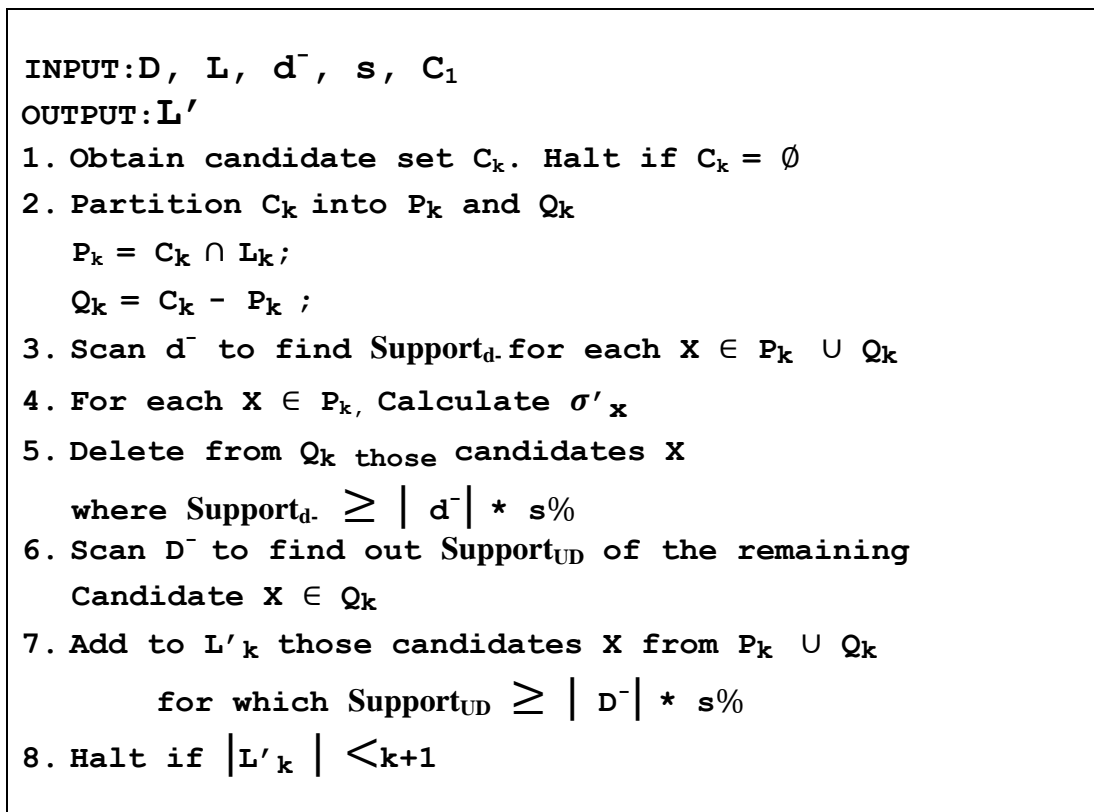 INPUT:D, L, d⁻, s, C₁
OUTPUT:L′
1. Obtain candidate set Cₖ. Halt if Cₖ = ∅
2. Partition Cₖ into Pₖ and Qₖ
Pₖ = Cₖ ∩ Lₖ;
Qₖ = Cₖ - Pₖ ;
3. Scan d⁻ to find Support_d- for each X ∈ Pₖ ∪ Qₖ
4. For each X ∈ Pₖ, Calculate σ′ₓ
5. Delete from Qₖ those candidates X
where Support_d- ≥ | d⁻| * s%
6. Scan D⁻ to find out Support_UD of the remaining
Candidate X ∈ Qₖ
7. Add to L′ₖ those candidates X from Pₖ ∪ Qₖ
for which Support_UD ≥ | D⁻| * s%
8. Halt if |L′ₖ | <k+1